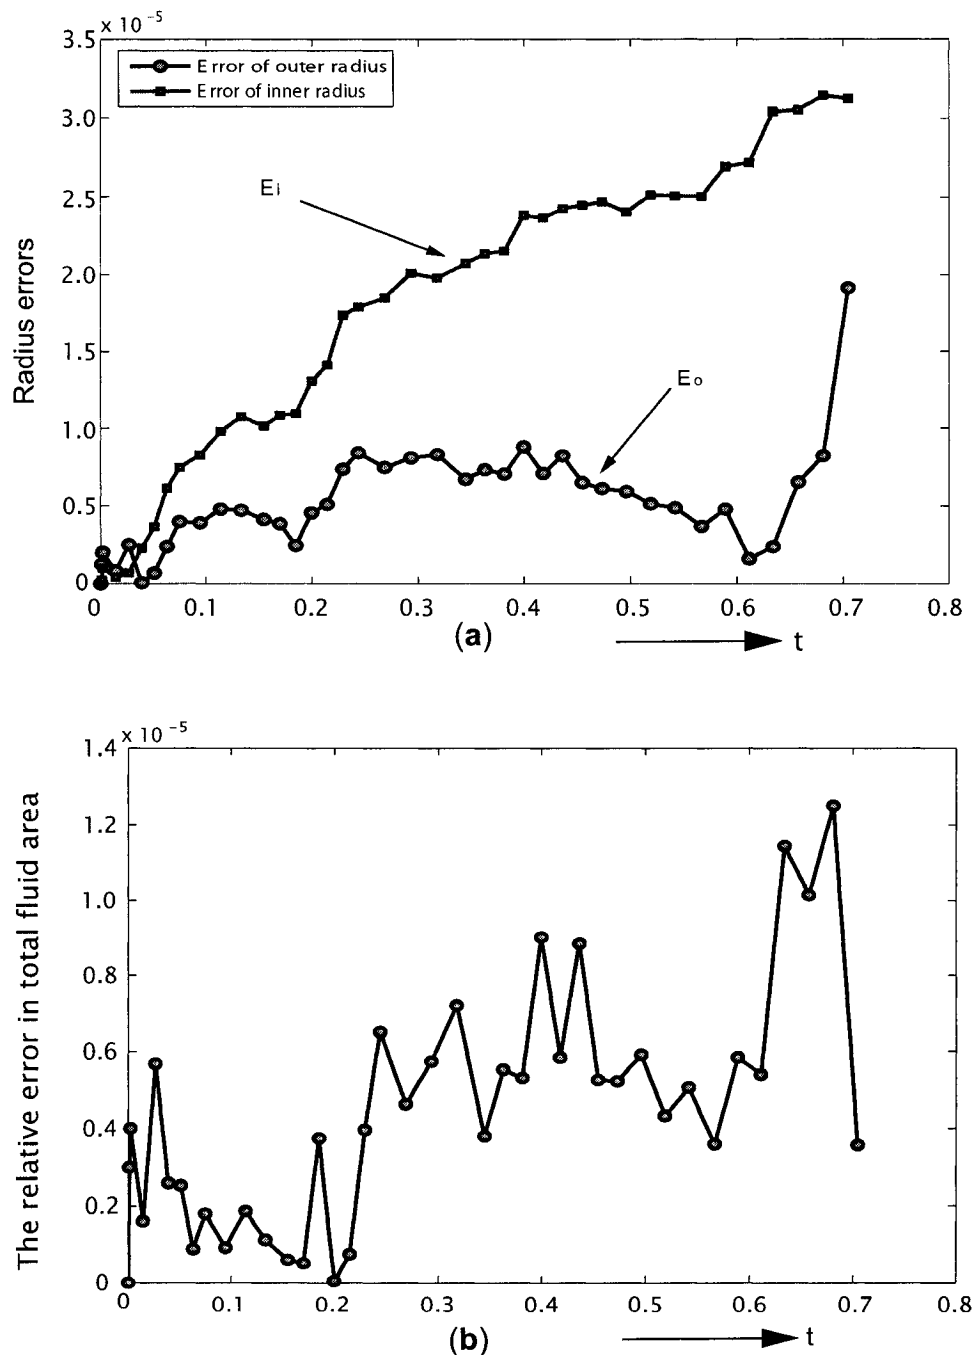 x 10 -5
3.5
Error of outer radius
Error of inner radius
3.0
Ei
2.5
2.0
Radius errors
1.5
Eo
1.0
0.5
0
0 0.1 0.2 0.3 0.4 0.5 0.6 0.7 0.8
(a) t
x 10 -5
1.4
1.2
1.0
0.8
The relative error in total fluid area
0.6
0.4
0.2
0
0 0.1 0.2 0.3 0.4 0.5 0.6 0.7 0.8
(b) t